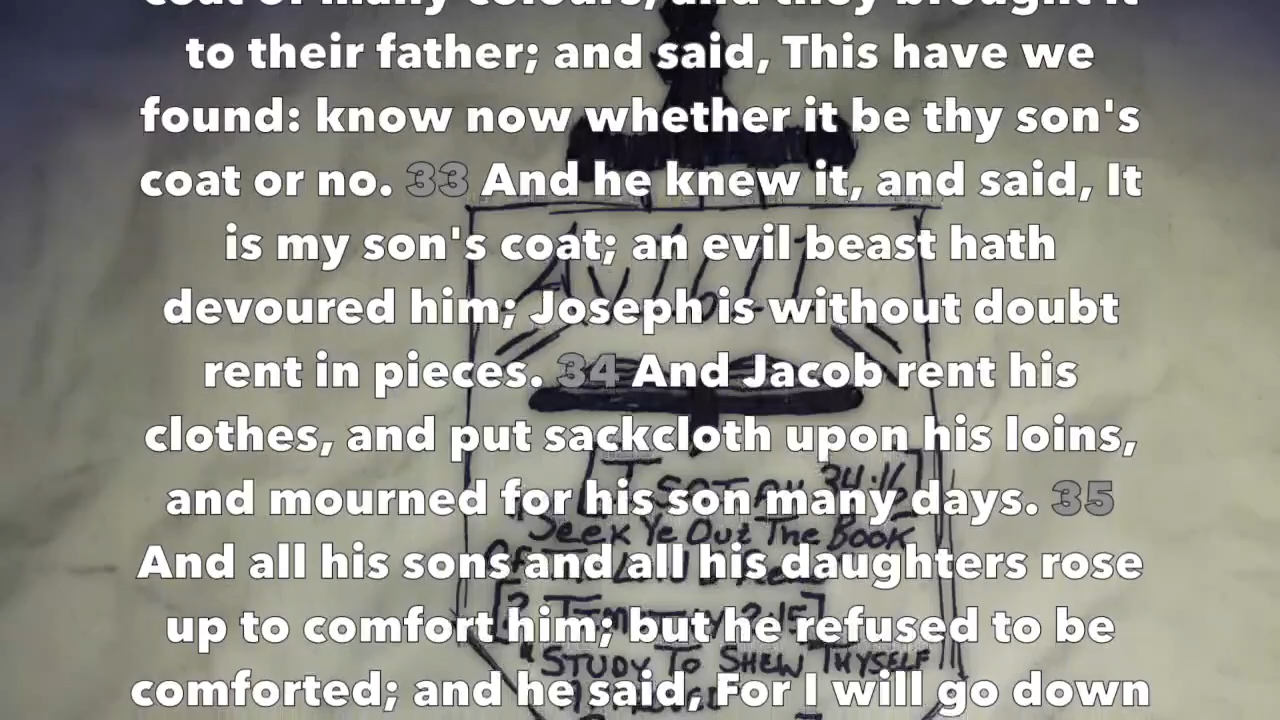 coat of many colours, and they brought it
to their father; and said, This have we
found: know now whether it be thy son's
coat or no. 33 And he knew it, and said, It
is my son's coat; an evil beast hath
devoured him; Joseph is without doubt
rent in pieces. 34 And Jacob rent his
clothes, and put sackcloth upon his loins,
and mourned for his son many days. 35
And all his sons and all his daughters rose
up to comfort him; but he refused to be
comforted; and he said, For I will go down
34:16
"Seek Ye Out The Book
"STUDY TO SHEW THYSELF